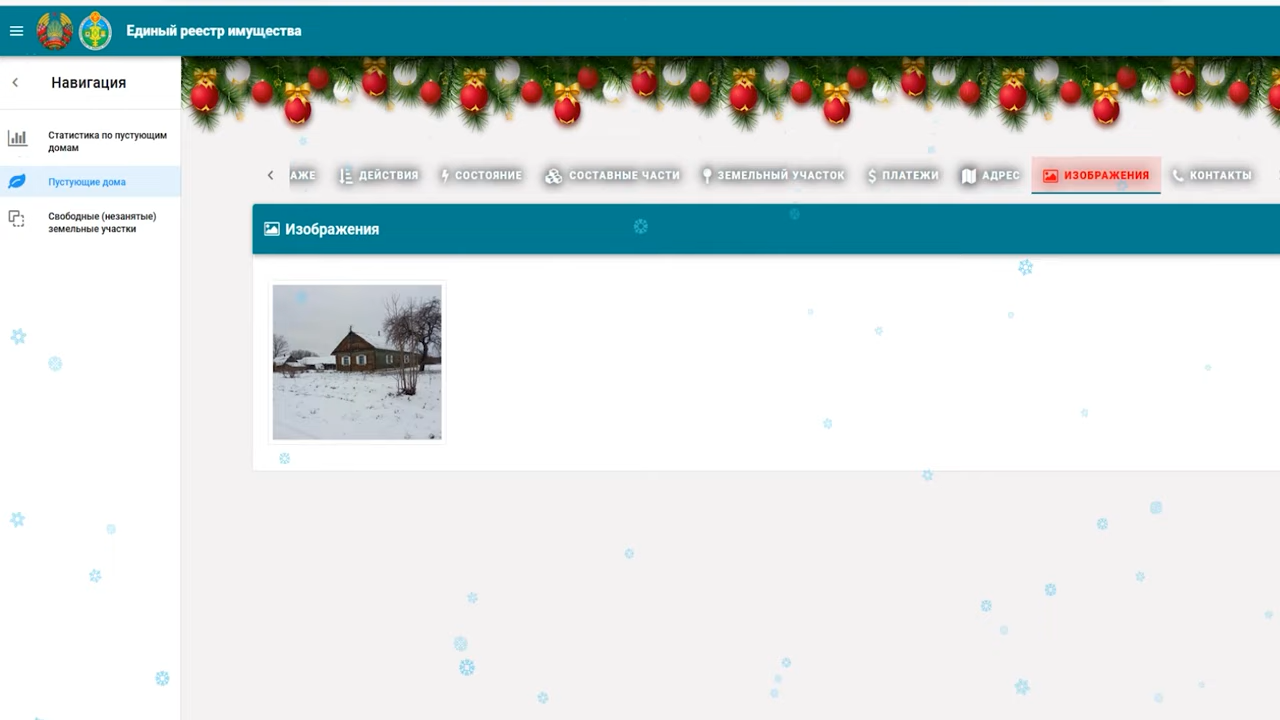 Единый реестр имущества
Навигация
Статистика по пустующим
домам
Пустующие дома
Свободные (незанятые)
земельные участки
АЖЕ ДЕЙСТВИЯ СОСТОЯНИЕ СОСТАВНЫЕ ЧАСТИ ЗЕМЕЛЬНЫЙ УЧАСТОК ПЛАТЕЖИ АДРЕС ИЗОБРАЖЕНИЯ КОНТАКТЫ
Изображения